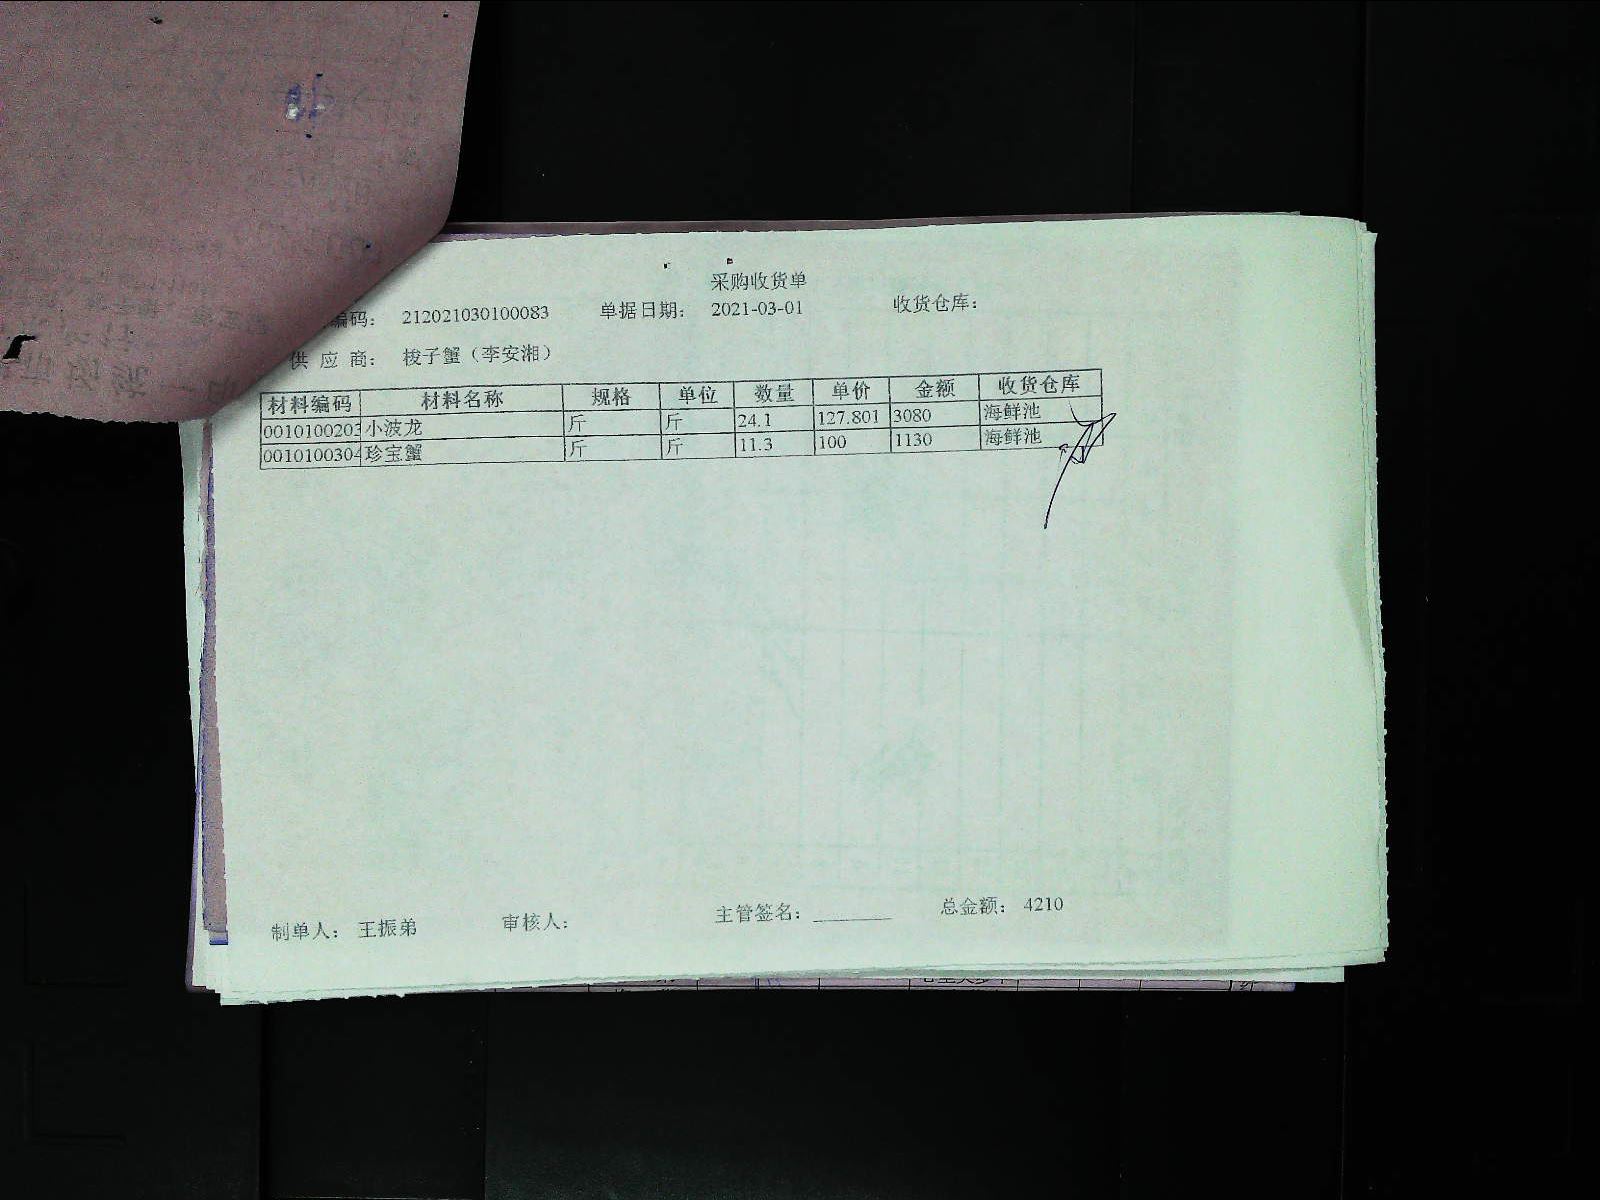 采购收货单
编码： 212021030100083 单据日期： 2021-03-01 收货仓库：
供 应 商： 梭子蟹（李安湘）
材料编码 材料名称 规格 单位 数量 单价 金额 收货仓库
0010100203 小波龙 斤 斤 24.1 127.801 3080 海鲜池
0010100304 珍宝蟹 斤 斤 11.3 100 1130 海鲜池
制单人： 王振弟 审核人： 主管签名：________ 总金额： 4210